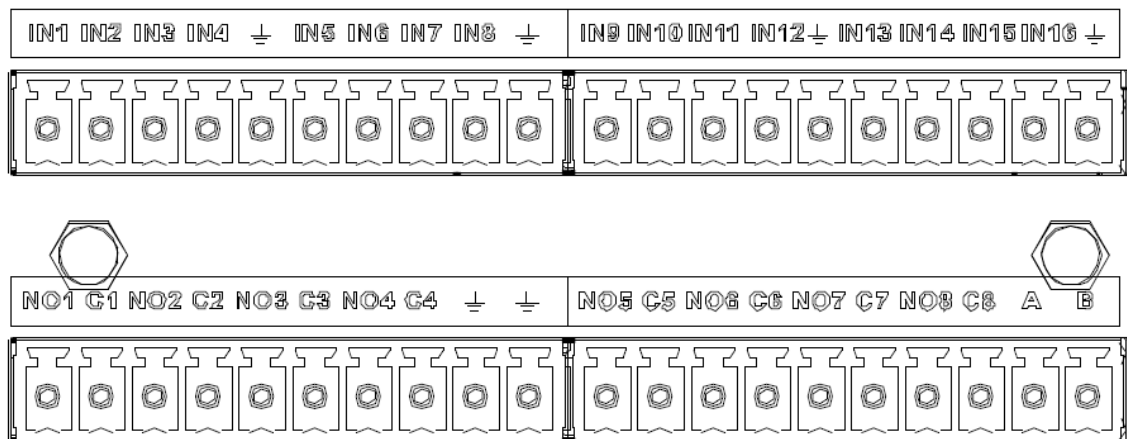 IN1 IN2 IN3 IN4 ⏚ IN5 IN6 IN7 IN8 ⏚ IN9 IN10 IN11 IN12 ⏚ IN13 IN14 IN15 IN16 ⏚
NO1 C1 NO2 C2 NO3 C3 NO4 C4 ⏚ ⏚ NO5 C5 NO6 C6 NO7 C7 NO8 C8 A B